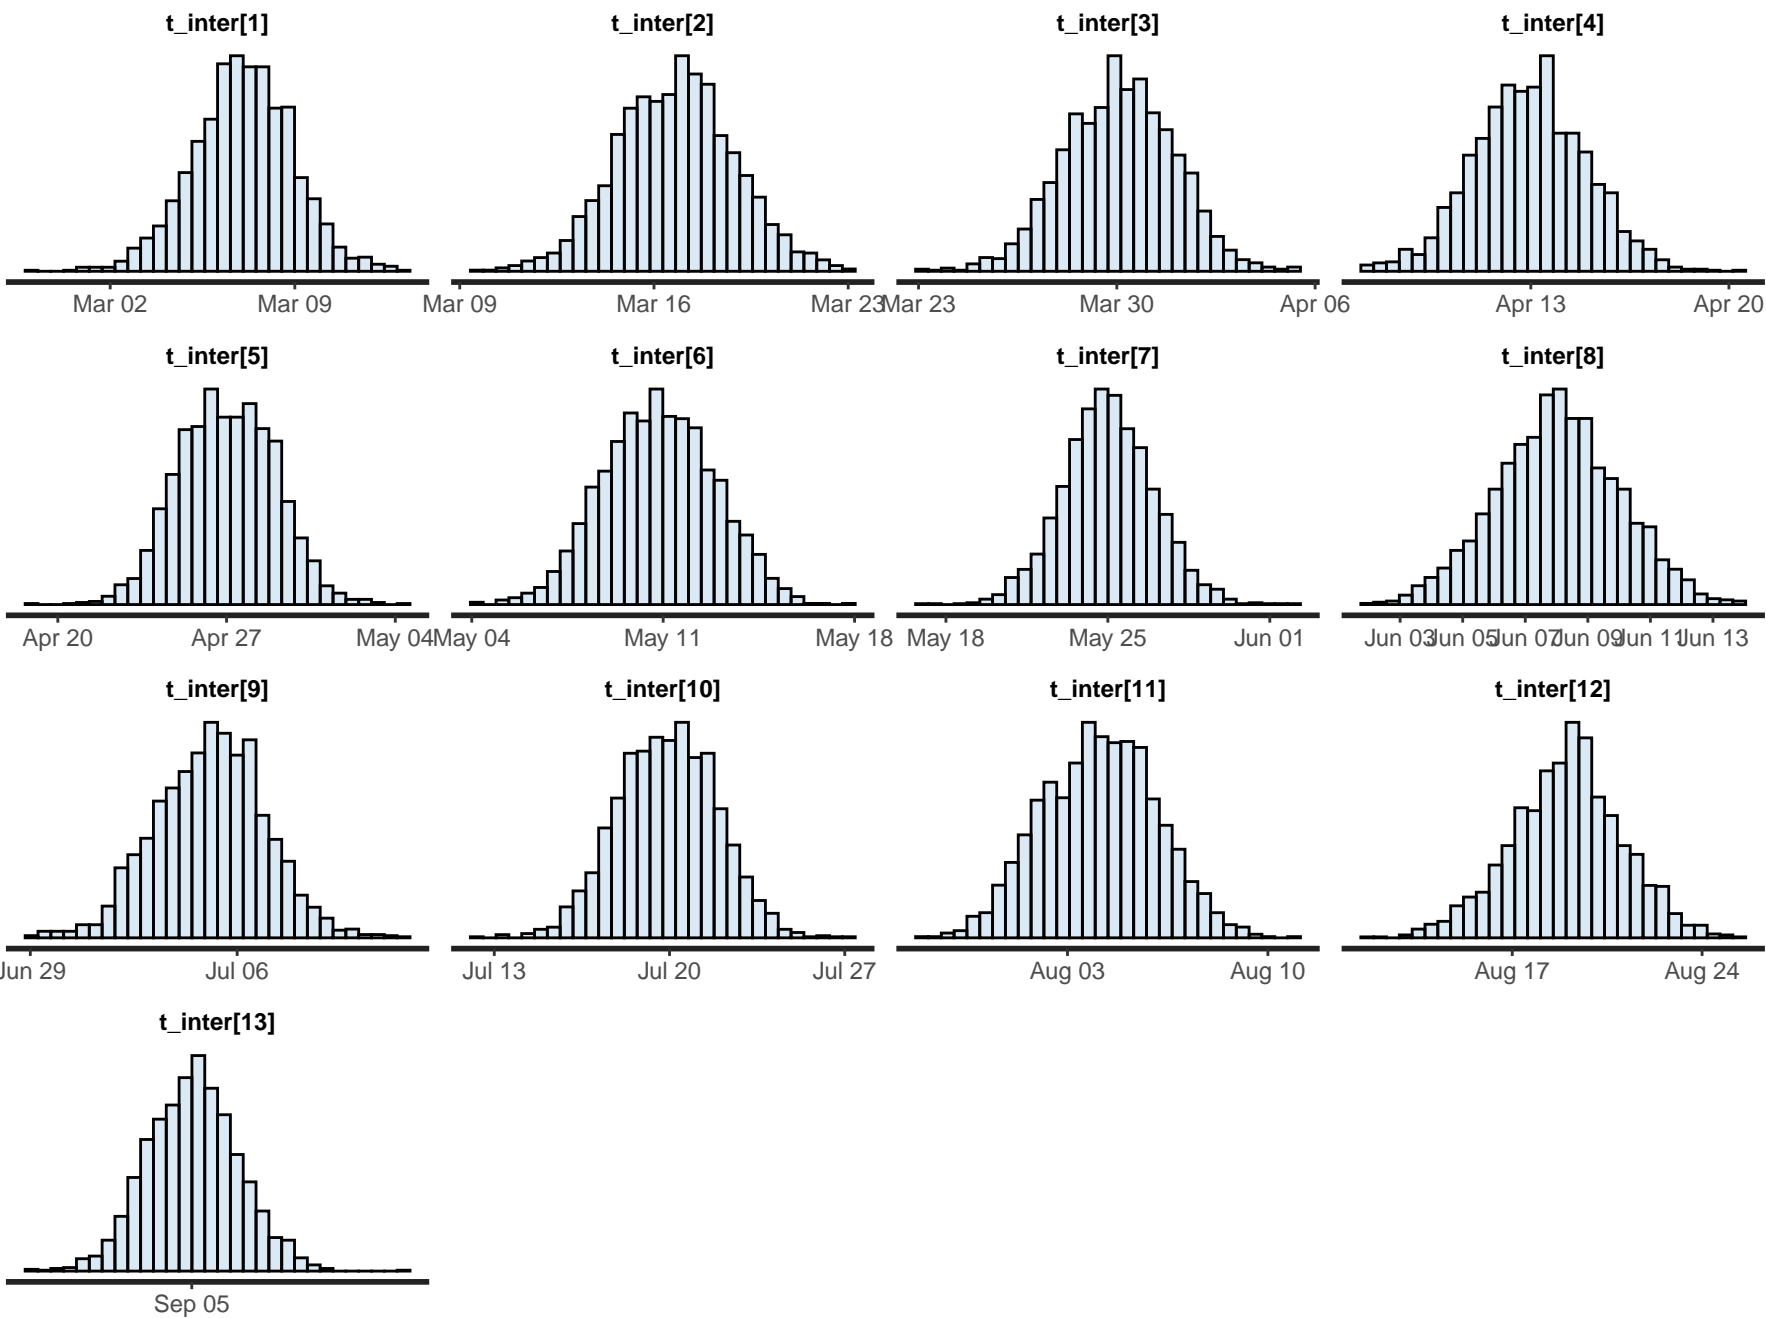 t_inter[1] t_inter[2] t_inter[3] t_inter[4]
Mar 02 Mar 09 Mar 09 Mar 16 Mar 23 Mar 23 Mar 30 Apr 06 Apr 13 Apr 20
t_inter[5] t_inter[6] t_inter[7] t_inter[8]
Apr 20 Apr 27 May 04 May 04 May 11 May 18 May 18 May 25 Jun 01 Jun 03 Jun 05 Jun 07 Jun 09 Jun 11 Jun 13
t_inter[9] t_inter[10] t_inter[11] t_inter[12]
Jun 29 Jul 06 Jul 13 Jul 20 Jul 27 Aug 03 Aug 10 Aug 17 Aug 24
t_inter[13]
Sep 05